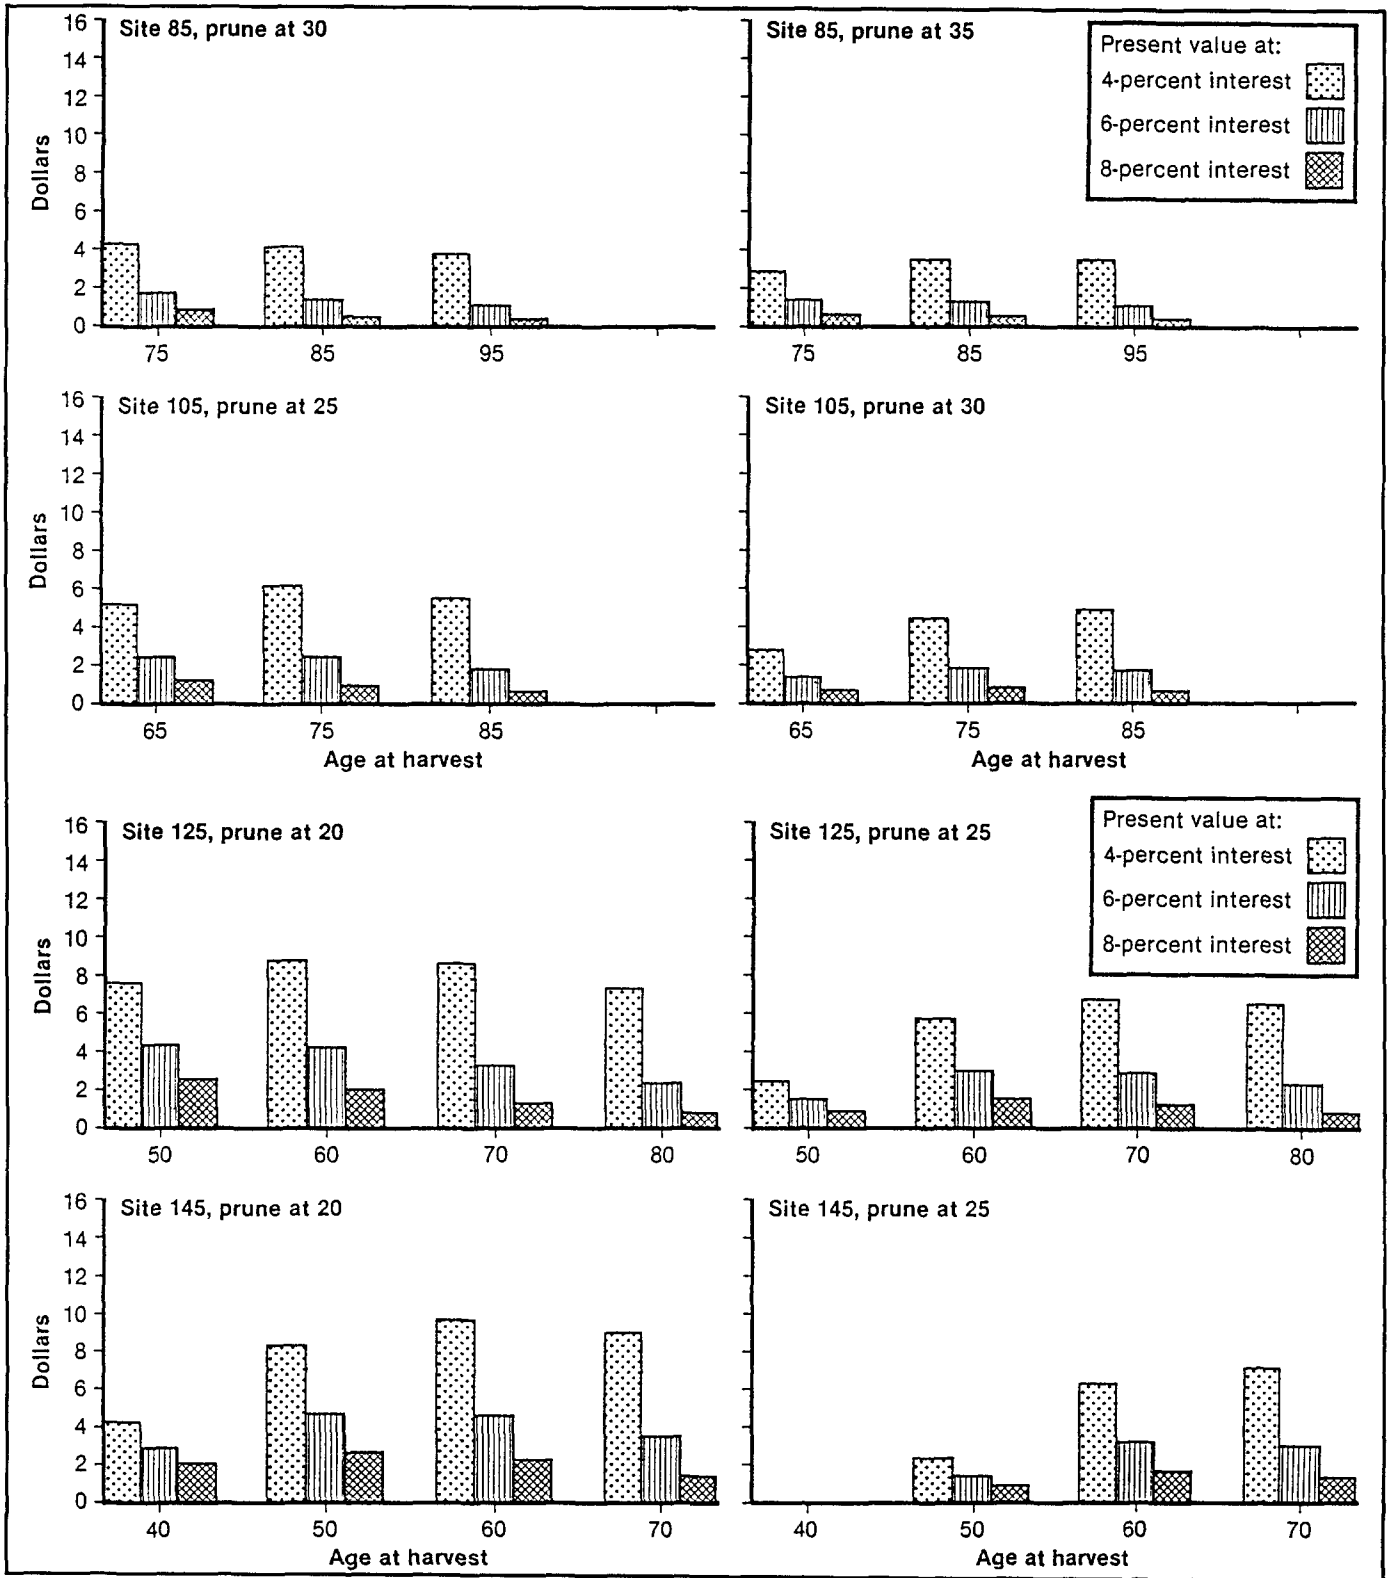 Site 85, prune at 30
Dollars
16
14
12
10
8
6
4
2
0
75 85 95
Site 85, prune at 35
75 85 95
Present value at:
4-percent interest
6-percent interest
8-percent interest
Site 105, prune at 25
Dollars
16
14
12
10
8
6
4
2
0
65 75 85
Age at harvest
Site 105, prune at 30
65 75 85
Age at harvest
Site 125, prune at 20
Dollars
16
14
12
10
8
6
4
2
0
50 60 70 80
Site 125, prune at 25
50 60 70 80
Present value at:
4-percent interest
6-percent interest
8-percent interest
Site 145, prune at 20
Dollars
16
14
12
10
8
6
4
2
0
40 50 60 70
Age at harvest
Site 145, prune at 25
40 50 60 70
Age at harvest